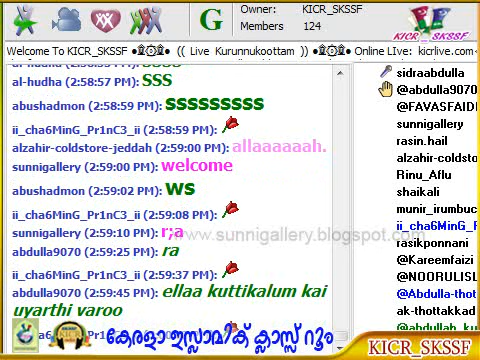 Owner: KICR_SKSSF
Members 124
G
KICR_SKSSF
Welcome To KICR_SSSF ●۩۞۩● (( Live Kurunnukoottam )) ●۩۞۩● Online Live: kicrlive.com
al-hudha (2:58:57 PM): SSS
abushadmon (2:58:59 PM): sssssssss
ii_cha6MinG_Pr1nC3_ii (2:58:59 PM):
alzahir-coldstore-jeddah (2:59:00 PM): allaaaaaah.
sunnigallery (2:59:00 PM): welcome
abushadmon (2:59:02 PM): ws
ii_cha6MinG_Pr1nC3_ii (2:59:08 PM):
sunnigallery (2:59:10 PM): r;a
www.sunnigallery.blogspot.com
abdulla9070 (2:59:25 PM): ra
ii_cha6MinG_Pr1nC3_ii (2:59:37 PM):
abdulla9070 (2:59:45 PM): ellaa kuttikalum kai
uyarthi varoo
sidraabdulla
@abdulla9070
@FAVASFAIDI
sunnigallery
rasin.hail
alzahir-coldsto
Rinu_Aflu
shaikali
munir_irumbuc
ii_cha6MinG_P
rasikponnani
@Kareemfaizi
@NOORULISL
@Abdulla-thot
ak-thottakkad
കേരളാ ഇസ്ലാമിക് ക്ലാസ്സ് റൂം
KICR_SKSSF